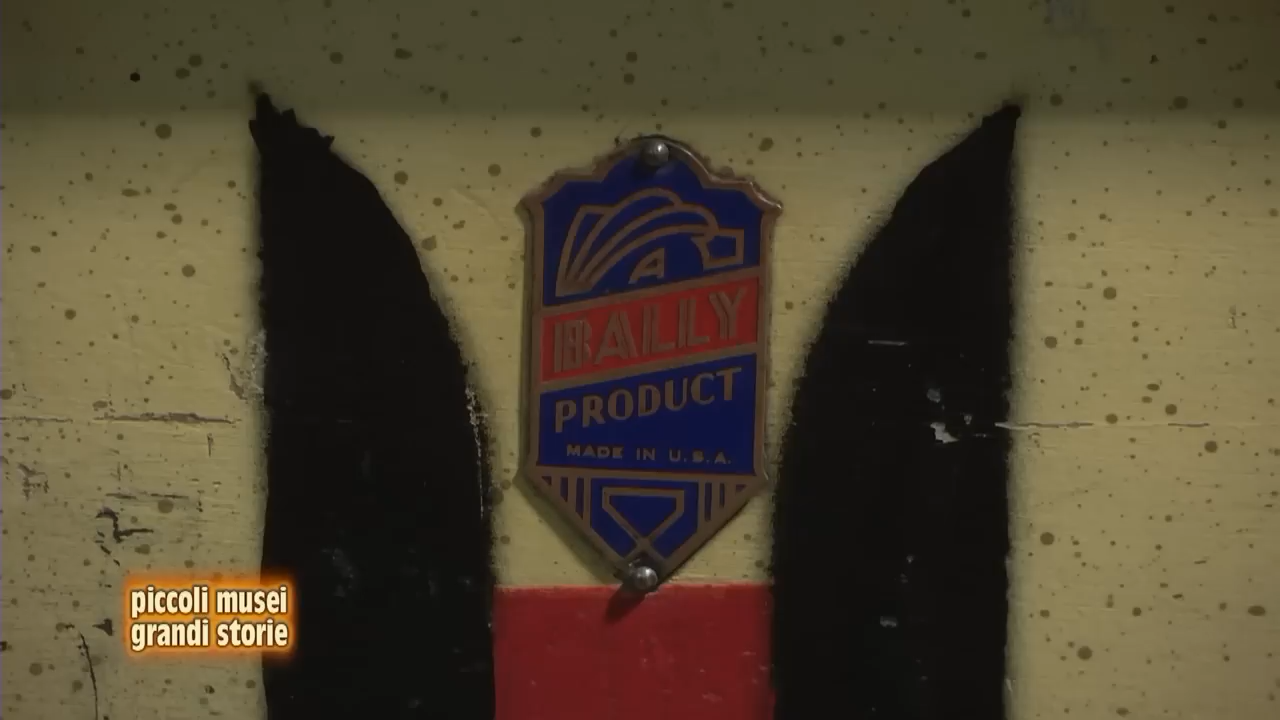 A
BALLY
PRODUCT
MADE IN U.S.A.
piccoli musei
grandi storie